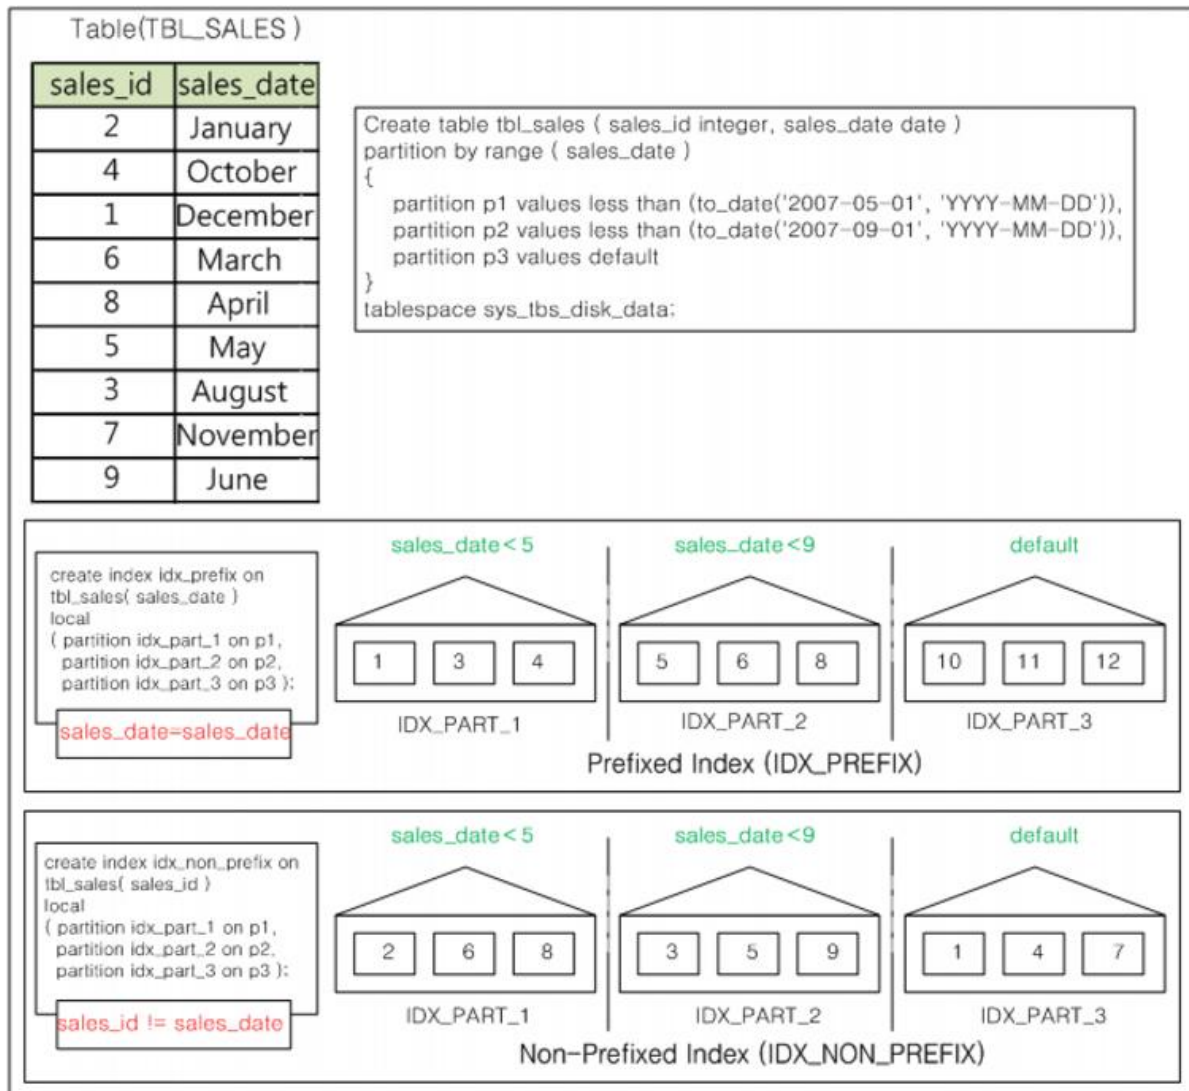 Table(TBL_SALES )
sales_id sales_date
2 January
4 October
1 December
6 March
8 April
5 May
3 August
7 November
9 June
Create table tbl_sales ( sales_id integer, sales_date date )
partition by range ( sales_date )
{
partition p1 values less than (to_date('2007-05-01', 'YYYY-MM-DD')),
partition p2 values less than (to_date('2007-09-01', 'YYYY-MM-DD')),
partition p3 values default
}
tablespace sys_tbs_disk_data;
create index idx_prefix on
tbl_sales( sales_date )
local
( partition idx_part_1 on p1,
partition idx_part_2 on p2,
partition idx_part_3 on p3 );
sales_date=sales_date
sales_date<5 sales_date<9 default
1 3 4 5 6 8 10 11 12
IDX_PART_1 IDX_PART_2 IDX_PART_3
Prefixed Index (IDX_PREFIX)
create index idx_non_prefix on
tbl_sales( sales_id )
local
( partition idx_part_1 on p1,
partition idx_part_2 on p2,
partition idx_part_3 on p3 );
sales_id != sales_date
sales_date<5 sales_date<9 default
2 6 8 3 5 9 1 4 7
IDX_PART_1 IDX_PART_2 IDX_PART_3
Non-Prefixed Index (IDX_NON_PREFIX)